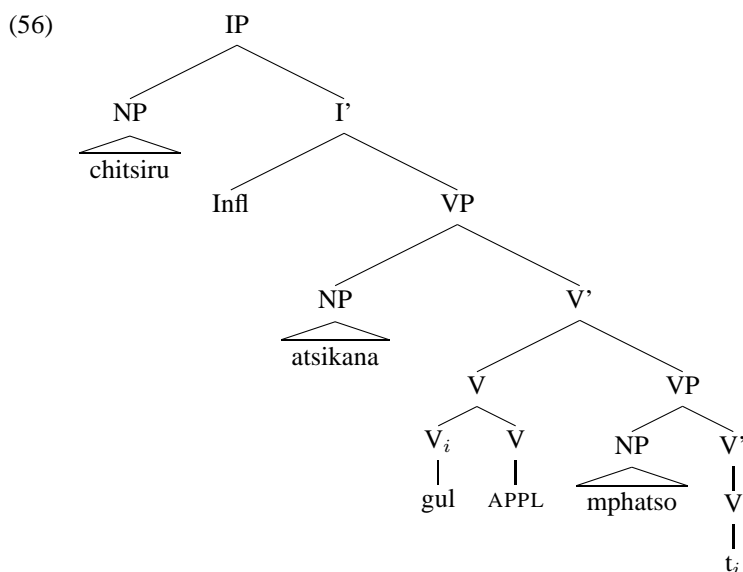 (56) IP
NP I’
chitsiru
Infl VP
NP V’
atsikana
V VP
V_i V NP V’
gul APPL mphatso V
t_i